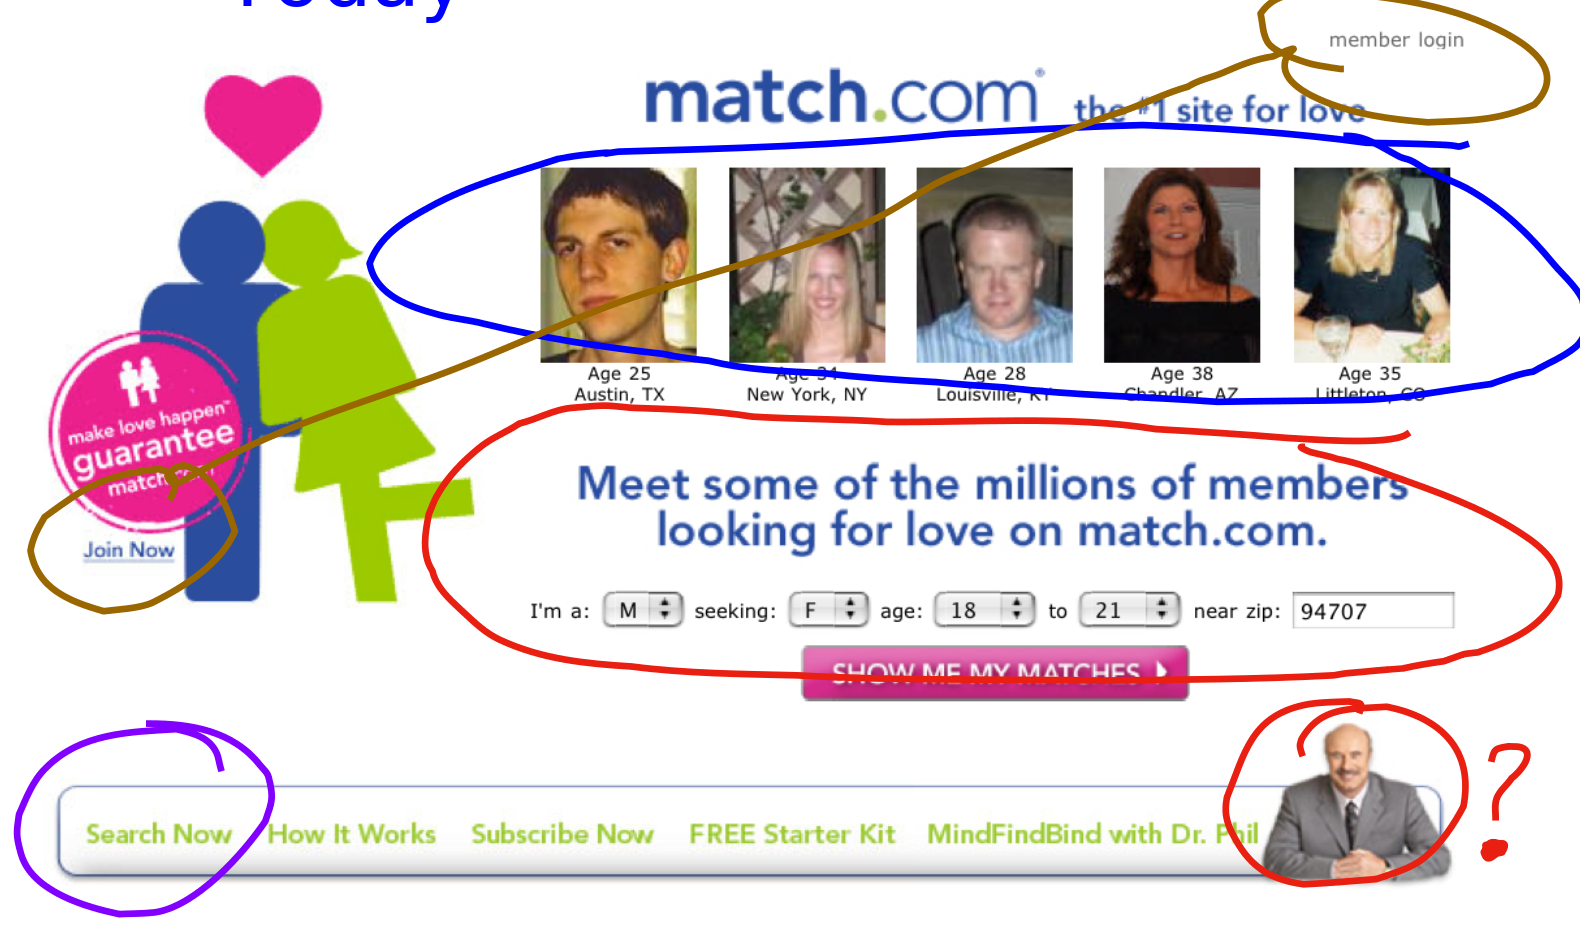 Today
member login
match.com® the #1 site for love
Age 25
Austin, TX
Age 34
New York, NY
Age 28
Louisville, KY
Age 38
Chandler, AZ
Age 35
Littleton, CO
make love happen™
guarantee
match.com
Join Now
Meet some of the millions of members
looking for love on match.com.
I'm a: M seeking: F age: 18 to 21 near zip: 94707
SHOW ME MY MATCHES
Search Now How It Works Subscribe Now FREE Starter Kit MindFindBind with Dr. Phil
?